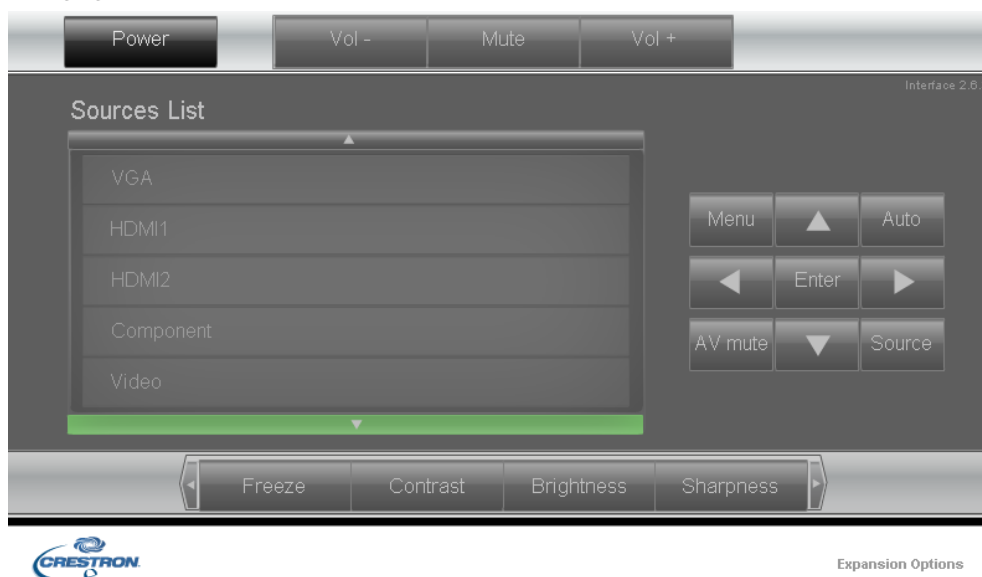 Power
Vol -
Mute
Vol +
Interface 2.6.
Sources List
VGA
HDMI1
HDMI2
Component
Video
Menu
Auto
Enter
AV mute
Source
Freeze
Contrast
Brightness
Sharpness
CRESTRON
Expansion Options